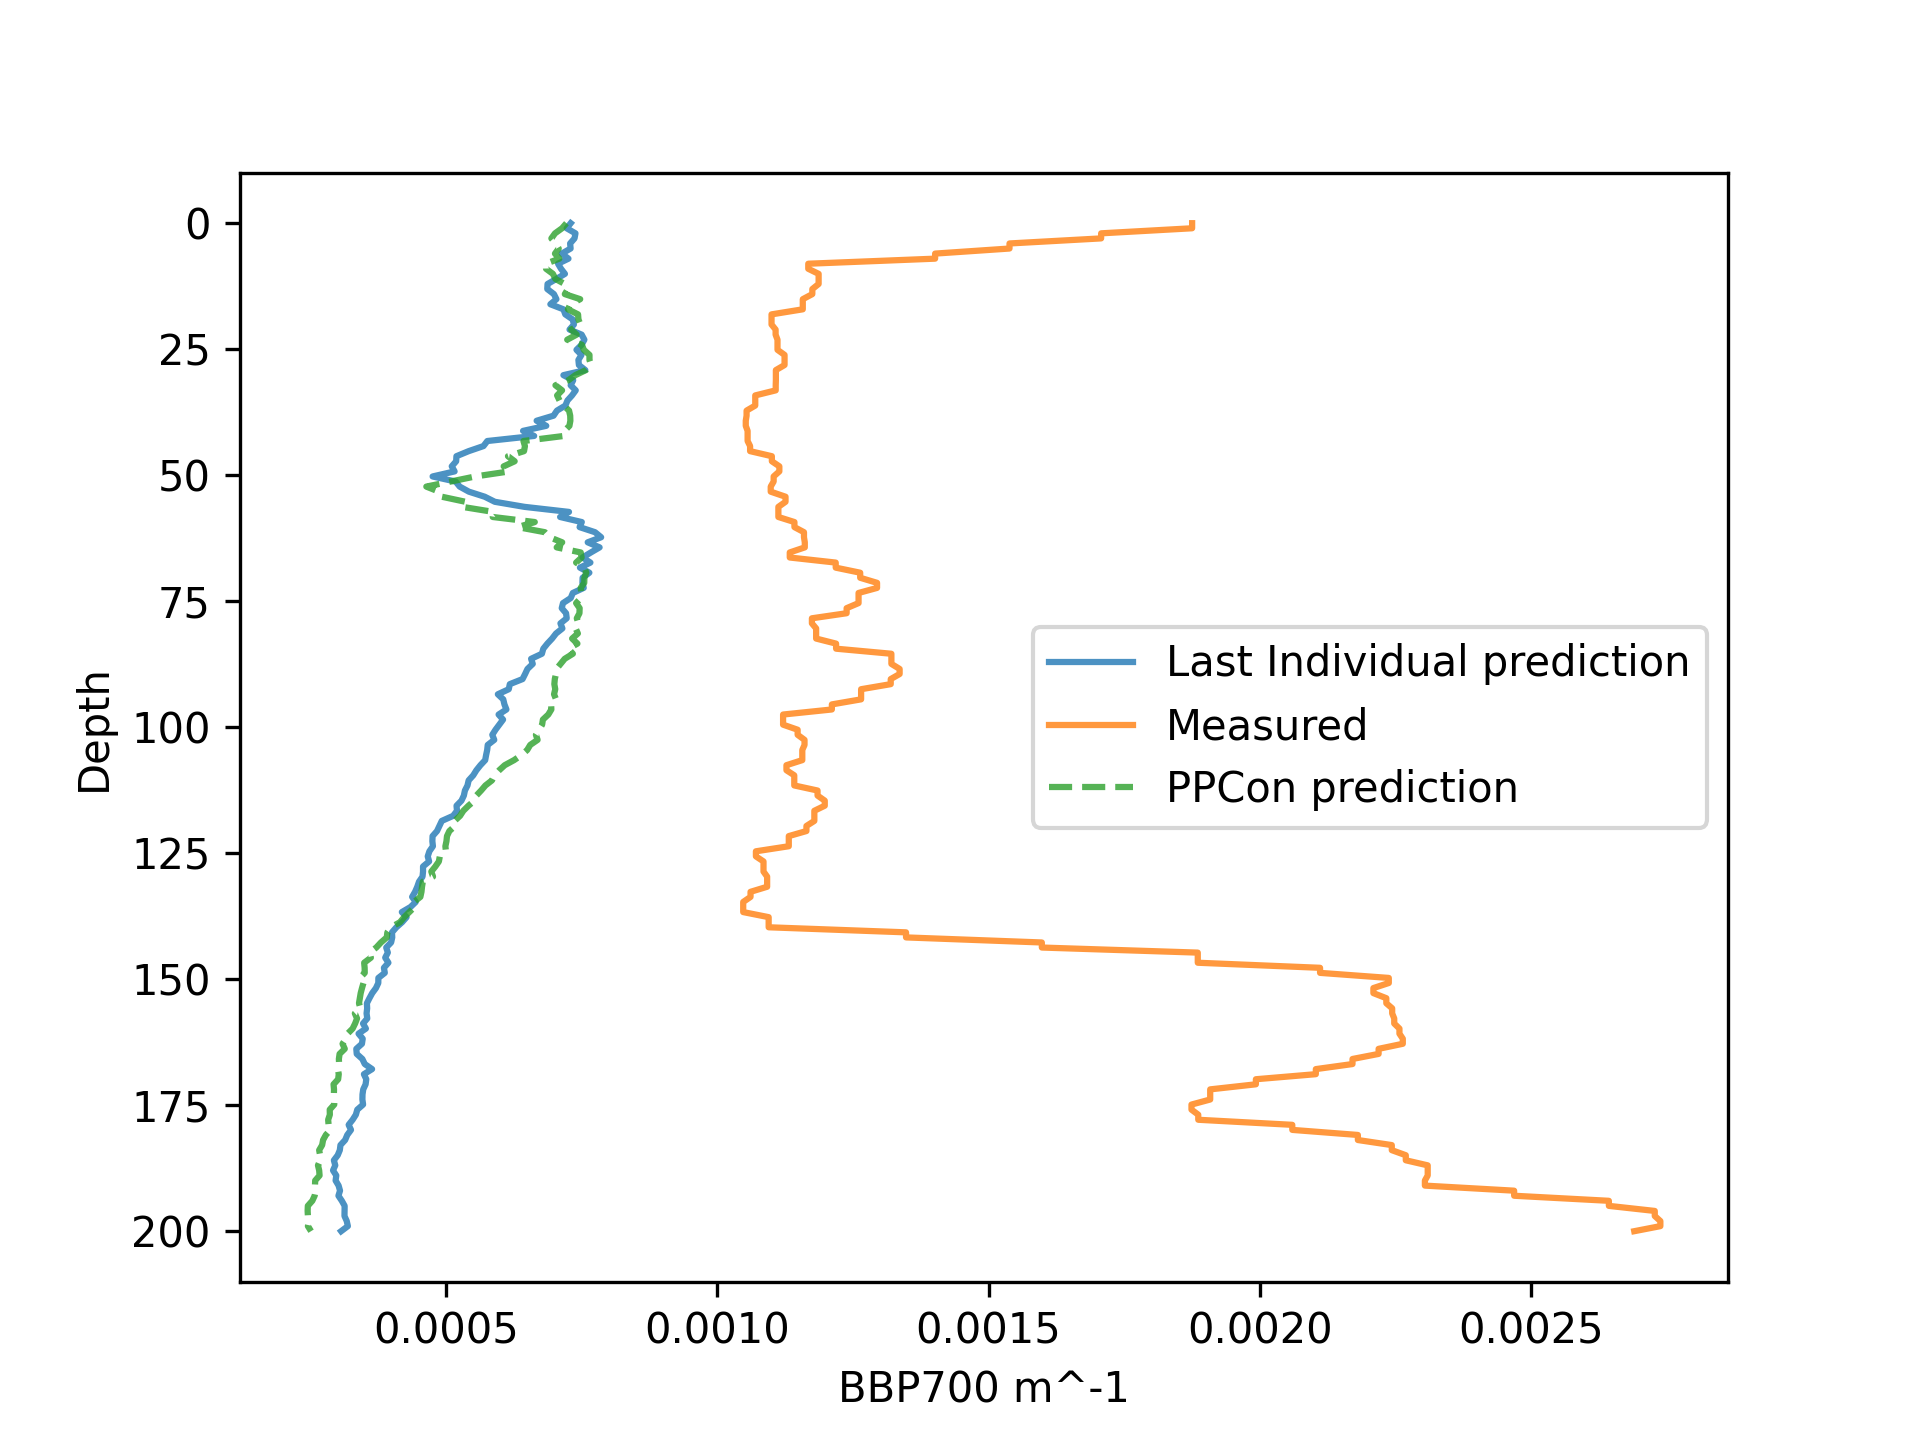 0
25
50
75
100
125
150
175
200
Depth
Last Individual prediction
Measured
PPCon prediction
0.0005 0.0010 0.0015 0.0020 0.0025
BBP700 m^-1